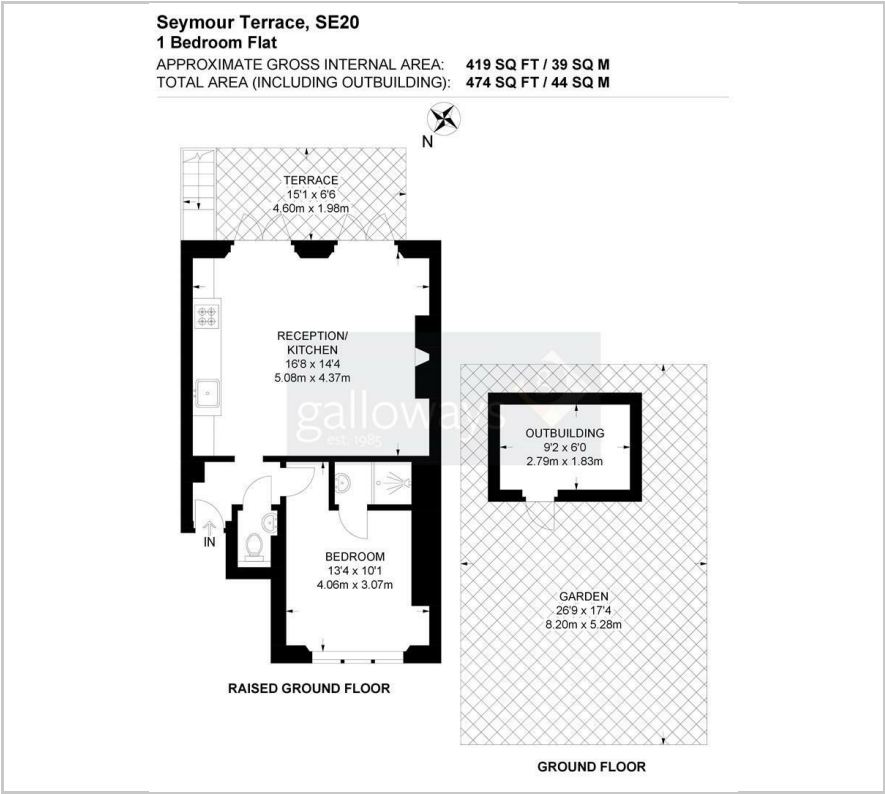 Seymour Terrace, SE20
1 Bedroom Flat
APPROXIMATE GROSS INTERNAL AREA: 419 SQ FT / 39 SQ M
TOTAL AREA (INCLUDING OUTBUILDING): 474 SQ FT / 44 SQ M
N
TERRACE
15'1 x 6'6
4.60m x 1.98m
RECEPTION/
KITCHEN
16'8 x 14'4
5.08m x 4.37m
galloways
est. 1985
OUTBUILDING
9'2 x 6'0
2.79m x 1.83m
IN
BEDROOM
13'4 x 10'1
4.06m x 3.07m
GARDEN
26'9 x 17'4
8.20m x 5.28m
RAISED GROUND FLOOR
GROUND FLOOR